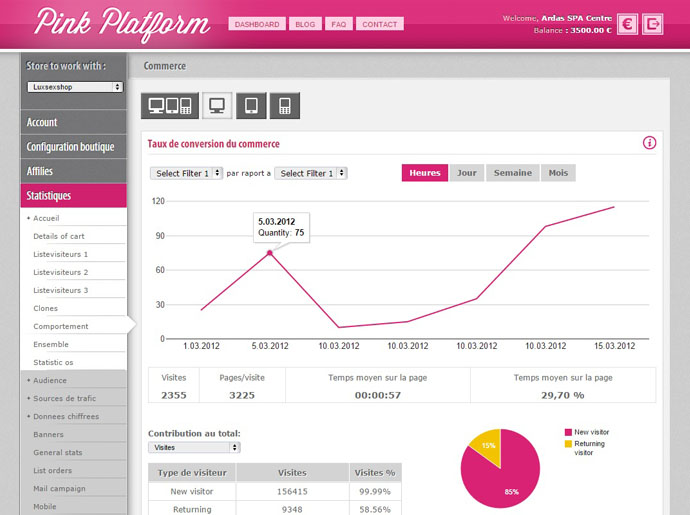 Pink Platform
DASHBOARD
BLOG
FAQ
CONTACT
Welcome, Ardas SPA Centre
Balance : 3500.00 €
€
Store to work with :
Luxsexshop
Account
Configuration boutique
Affilies
Statistiques
Accueil
Details of cart
Listevisiteurs 1
Listevisiteurs 2
Listevisiteurs 3
Clones
Comportement
Ensemble
Statistic os
Audience
Sources de trafic
Donnees chiffrees
Banners
General stats
List orders
Mail campaign
Mobile
Commerce
Taux de conversion du commerce
Select Filter 1 par raport a Select Filter 1
Heures Jour Semaine Mois
120
90
60
30
0
5.03.2012
Quantity: 75
1.03.2012 5.03.2012 10.03.2012 10.03.2012 10.03.2012 10.03.2012 15.03.2012
Visites Pages/visite Temps moyen sur la page Temps moyen sur la page
2355 3225 00:00:57 29,70 %
Contribution au total:
Visites
Type de visiteur Visites Visites %
New visitor 156415 99.99%
Returning 9348 58.56%
15%
85%
New visitor
Returning
visitor